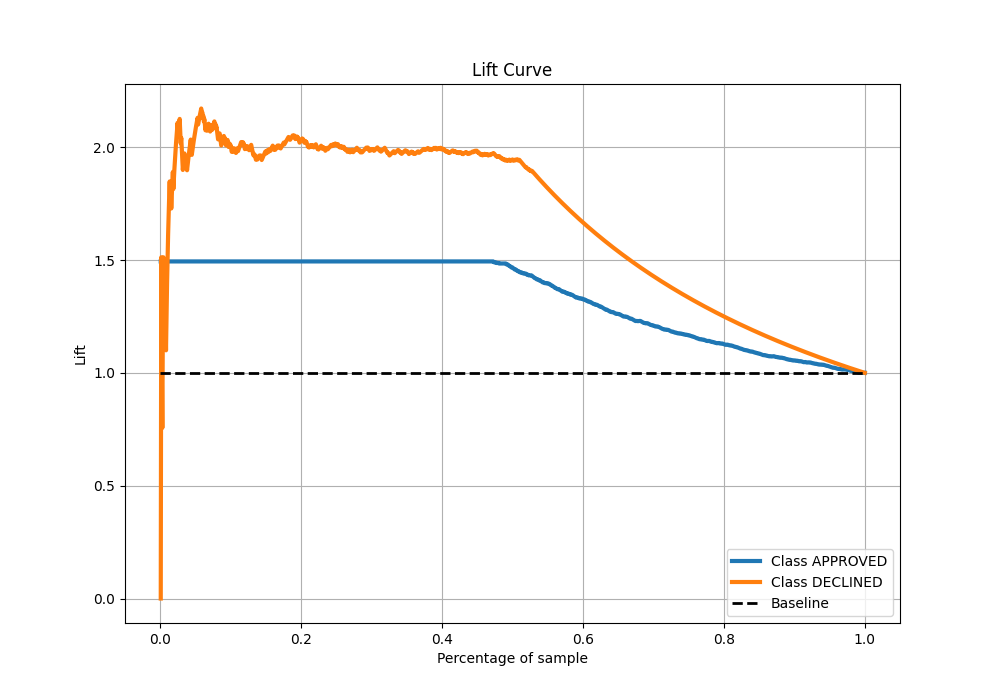 Lift Curve
Lift
2.0
1.5
1.0
0.5
0.0
0.0 0.2 0.4 0.6 0.8 1.0
Percentage of sample
Class APPROVED
Class DECLINED
Baseline